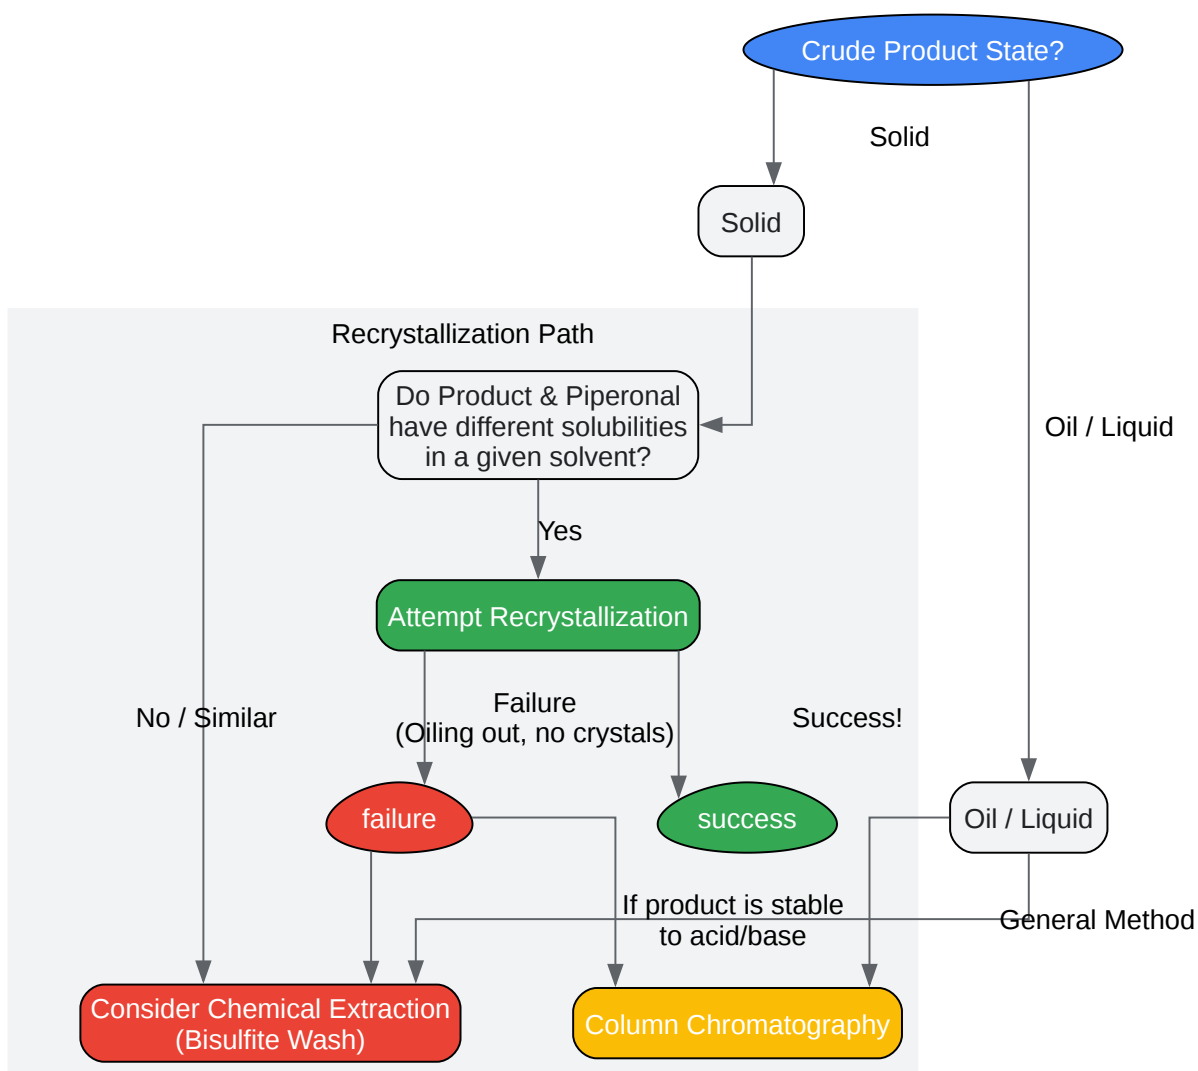 Crude Product State?
Solid
Solid
Recrystallization Path
Do Product & Piperonal
have different solubilities
in a given solvent?
Oil / Liquid
Yes
Attempt Recrystallization
No / Similar
Failure
(Oiling out, no crystals)
Success!
failure
success
Oil / Liquid
If product is stable
to acid/base
General Method
Consider Chemical Extraction
(Bisulfite Wash)
Column Chromatography